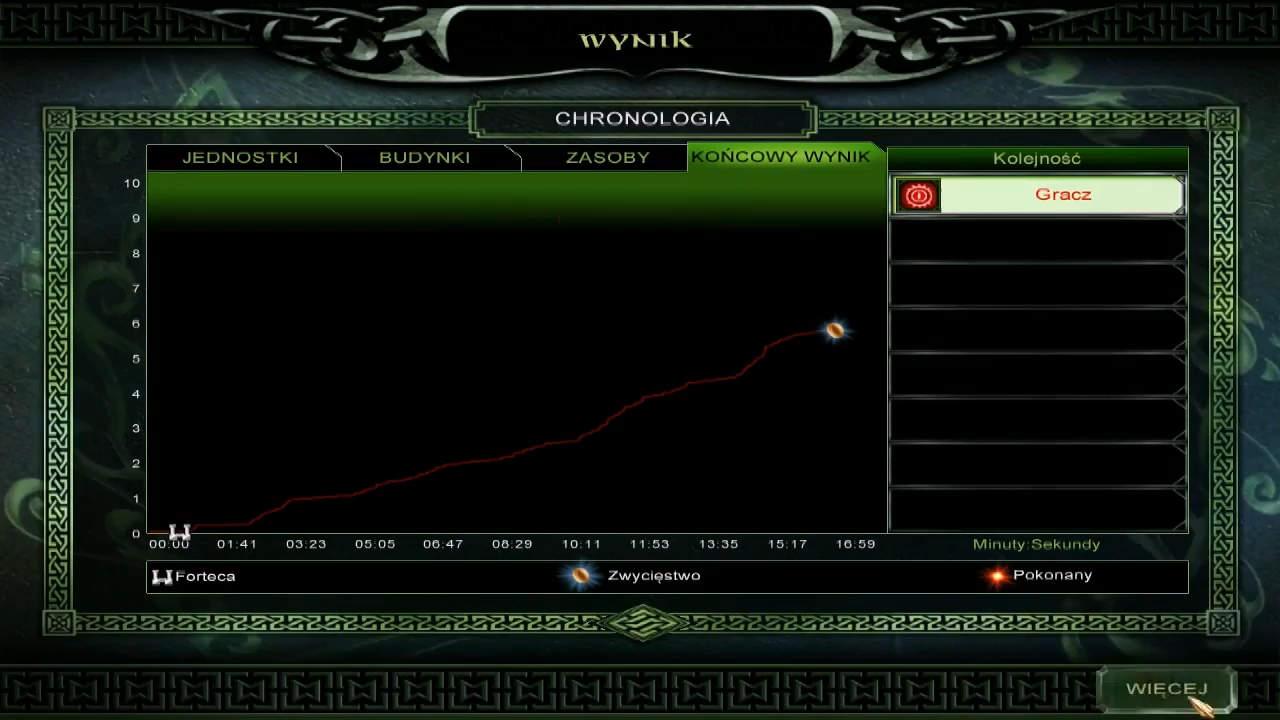 WYNIK
CHRONOLOGIA
JEDNOSTKI BUDYNKI ZASOBY KOŃCOWY WYNIK Kolejność
Gracz
10
9
8
7
6
5
4
3
2
1
0
00:00 01:41 03:23 05:05 06:47 08:29 10:11 11:53 13:35 15:17 16:59 Minuty:Sekundy
Forteca Zwycięstwo Pokonany
WIĘCEJ